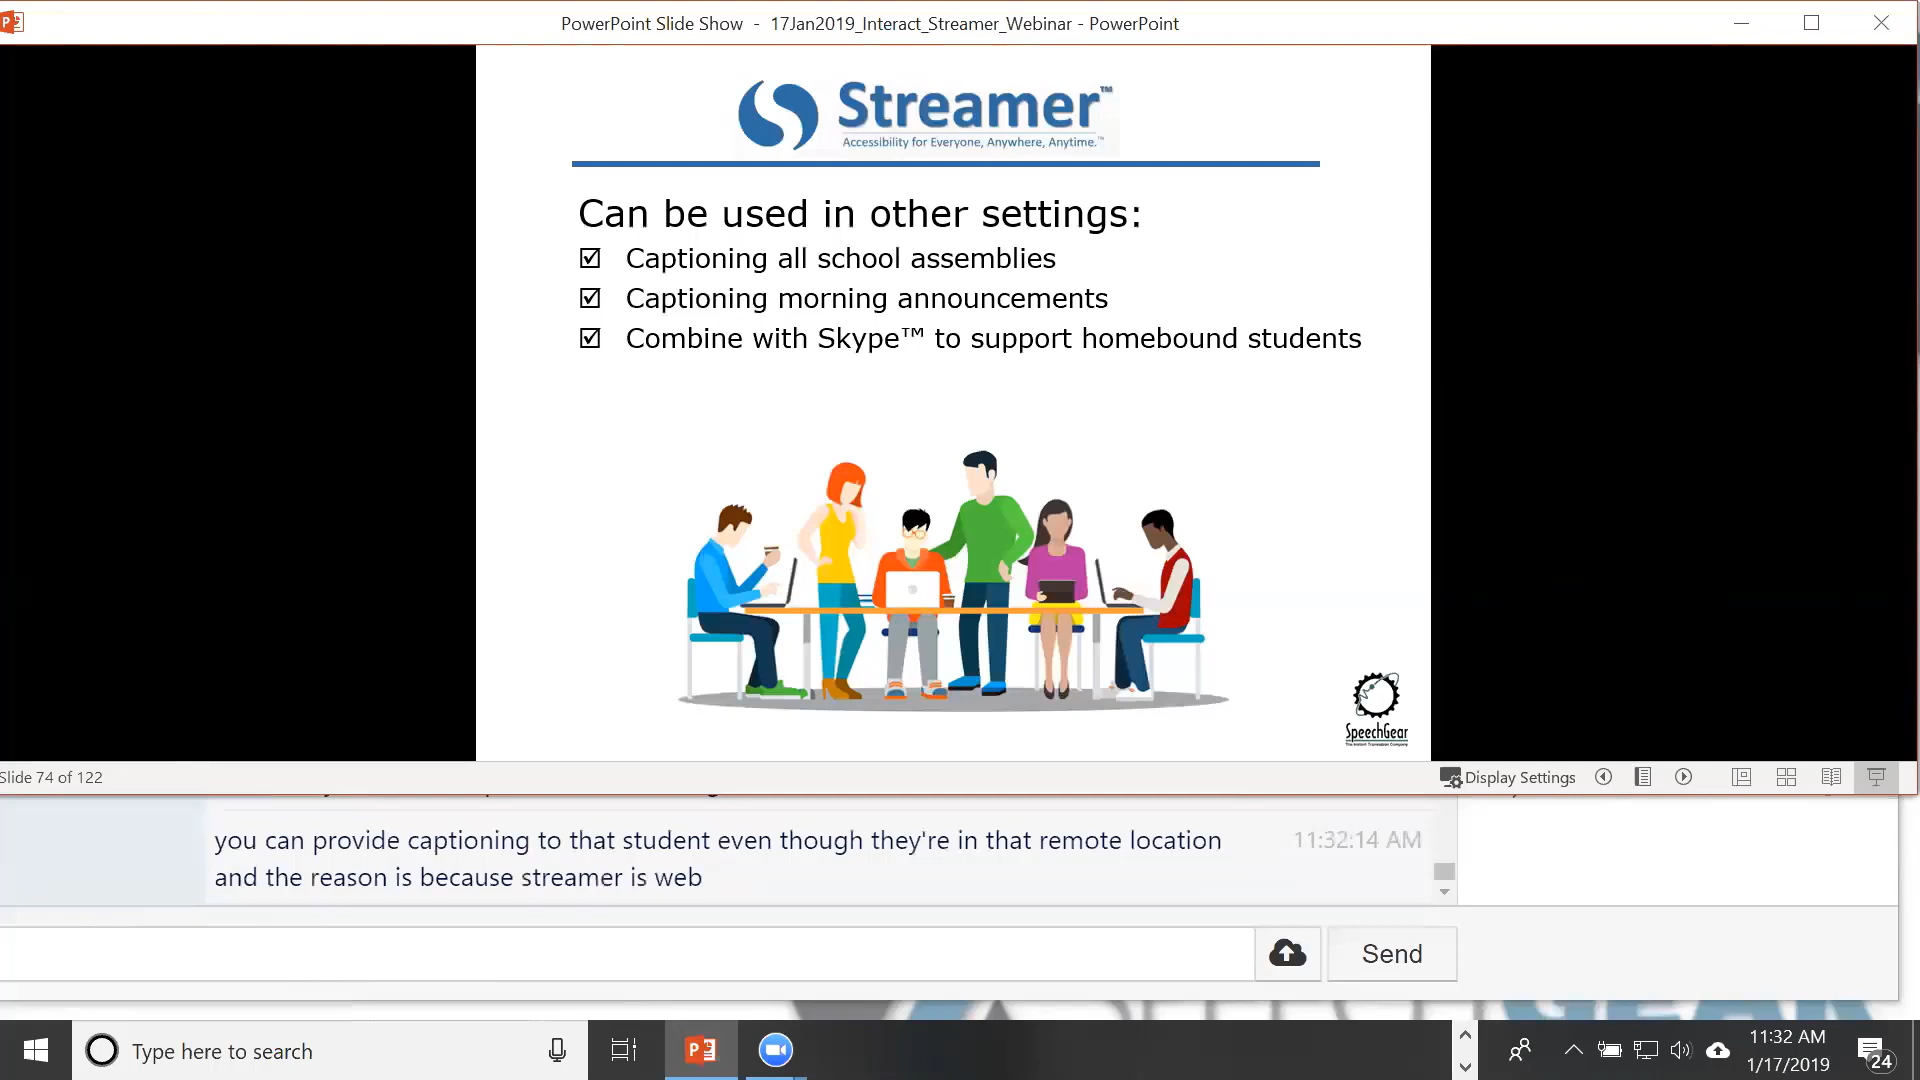 PowerPoint Slide Show - 17Jan2019_Interact_Streamer_Webinar - PowerPoint
Streamer™
Accessibility for Everyone, Anywhere, Anytime.™
Can be used in other settings:
Captioning all school assemblies
Captioning morning announcements
Combine with Skype™ to support homebound students
SpeechGear
The Instant Translation Company
Slide 74 of 122
Display Settings
you can provide captioning to that student even though they're in that remote location
11:32:14 AM
and the reason is because streamer is web
Send
Type here to search
11:32 AM
1/17/2019
24